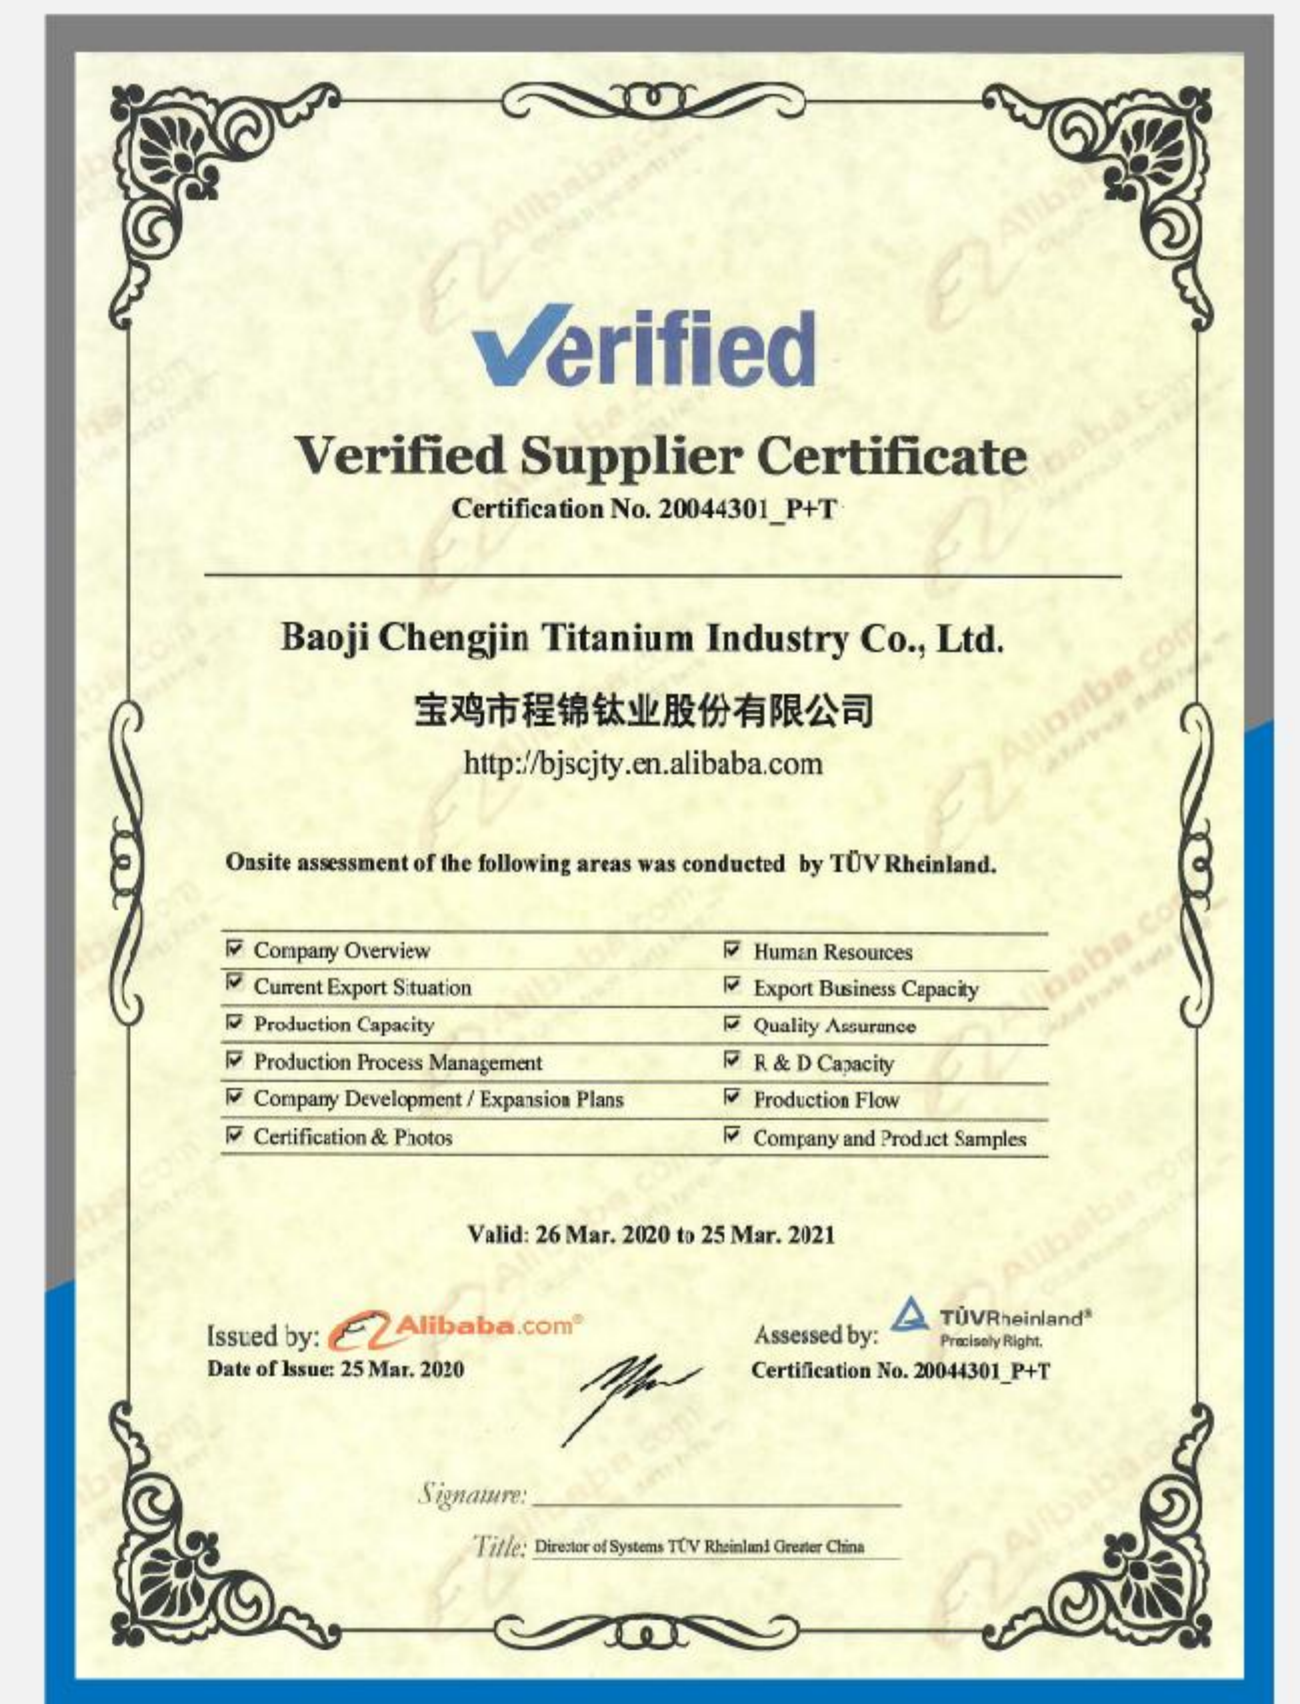 Verified
Verified Supplier Certificate
Certification No. 20044301_P+T
Baoji Chengjin Titanium Industry Co., Ltd.
宝鸡市程锦钛业股份有限公司
http://bjscjty.en.alibaba.com
Onsite assessment of the following areas was conducted by TÜV Rheinland.
Company Overview Human Resources
Current Export Situation Export Business Capacity
Production Capacity Quality Assurance
Production Process Management R & D Capacity
Company Development / Expansion Plans Production Flow
Certification & Photos Company and Product Samples
Valid: 26 Mar. 2020 to 25 Mar. 2021
Issued by: Alibaba.com®
Date of Issue: 25 Mar. 2020
Assessed by: TÜVRheinland®
Precisely Right.
Certification No. 20044301_P+T
Signature:
Title: Director of Systems TÜV Rheinland Greater China